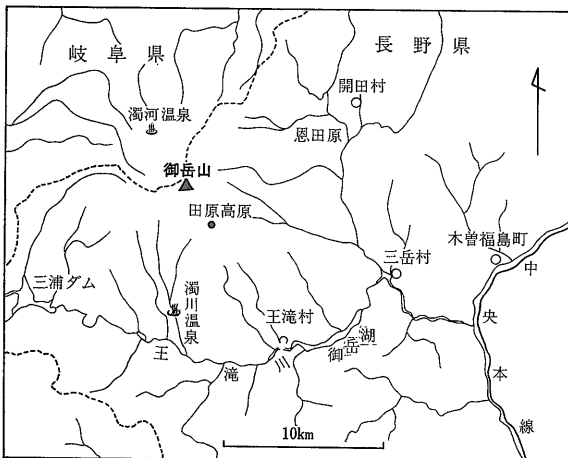 岐阜県
長野県
開田村
濁河温泉
恩田原
御岳山
田原高原
木曽福島町
三岳村
三浦ダム
濁川温泉
王滝村
御岳湖
王滝
川
中央本線
10km